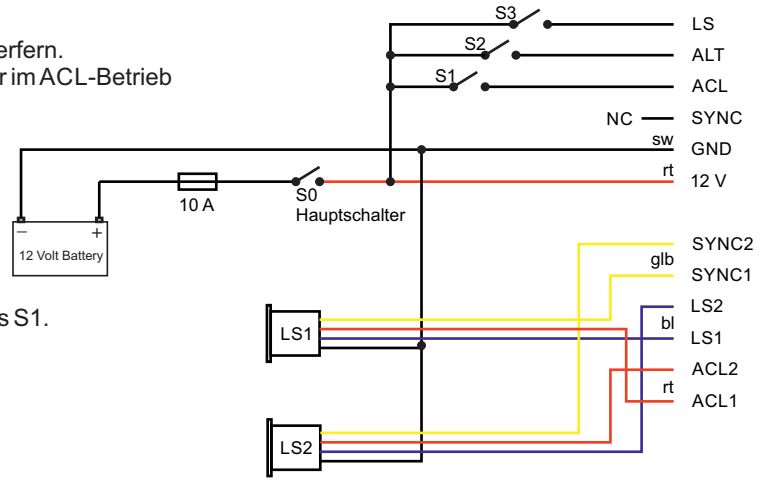 S3
LS
erfern.
S2
ALT
r im ACL-Betrieb
S1
ACL
NC
SYNC
sw
GND
rt
12 V
10 A
S0
Hauptschalter
– +
12 Volt Battery
SYNC2
glb
SYNC1
LS2
s S1.
bl
LS1
LS1
ACL2
rt
ACL1
LS2